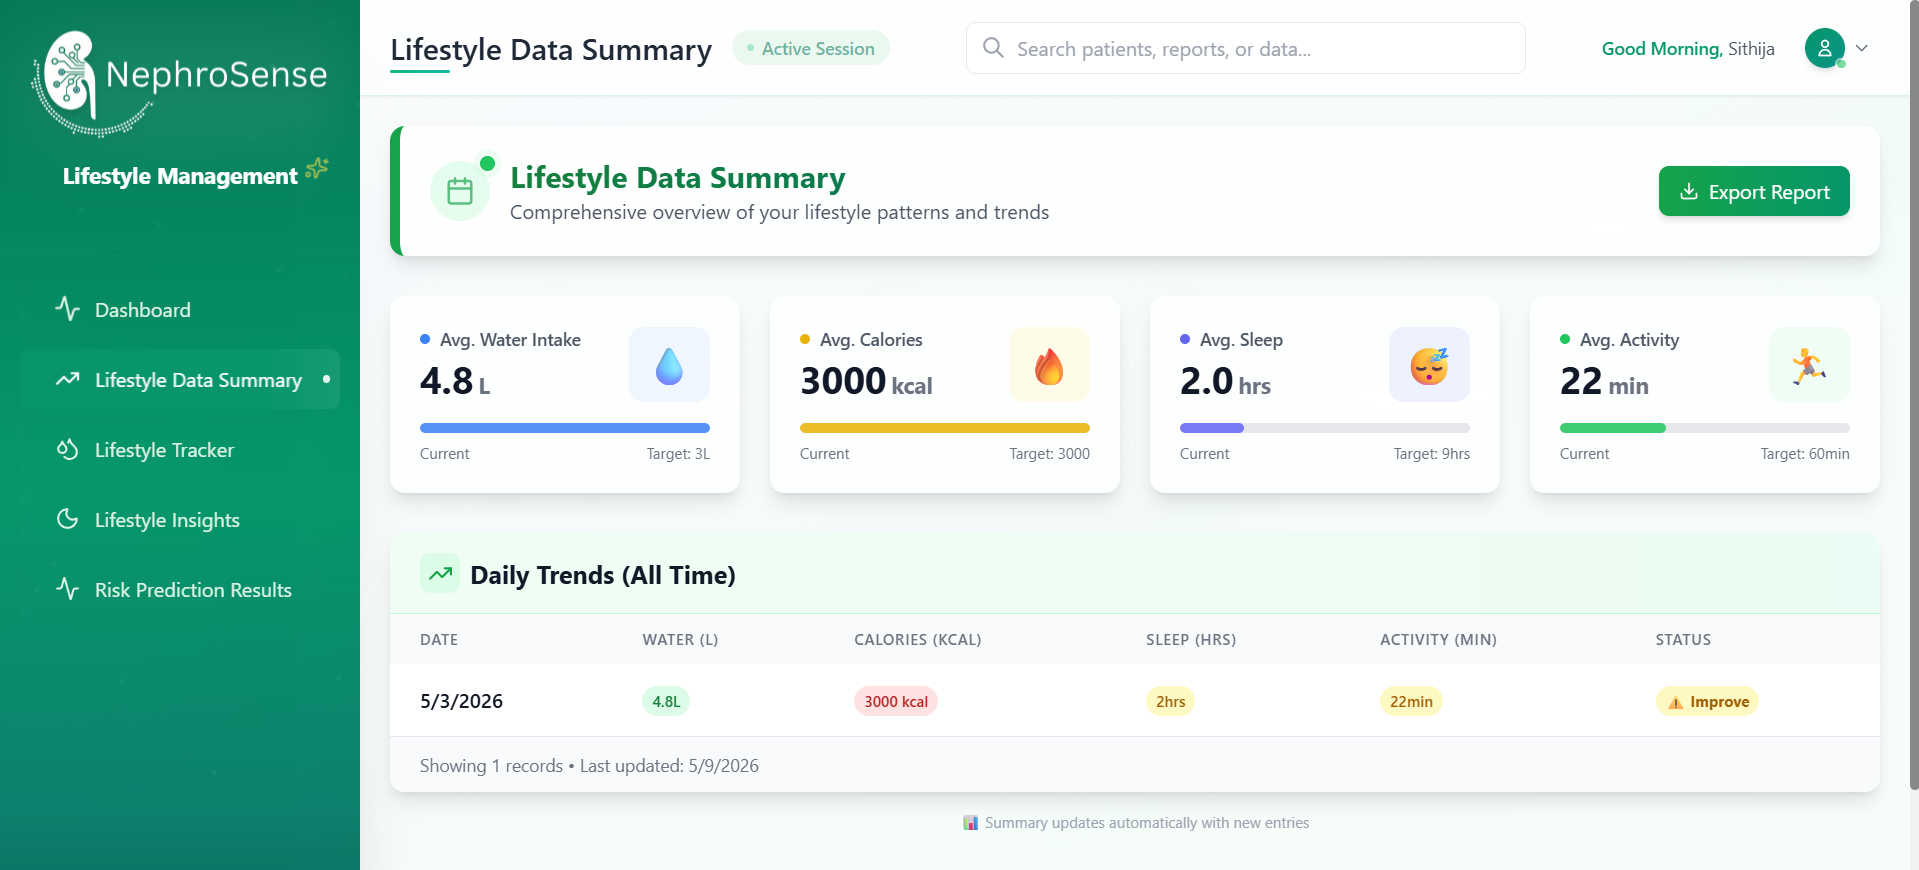 NephroSense
Lifestyle Management
Dashboard
Lifestyle Data Summary
Lifestyle Tracker
Lifestyle Insights
Risk Prediction Results
Lifestyle Data Summary
Active Session
Search patients, reports, or data...
Good Morning, Sithija
Lifestyle Data Summary
Comprehensive overview of your lifestyle patterns and trends
Export Report
Avg. Water Intake
4.8 L
Current Target: 3L
Avg. Calories
3000 kcal
Current Target: 3000
Avg. Sleep
2.0 hrs
Current Target: 9hrs
Avg. Activity
22 min
Current Target: 60min
Daily Trends (All Time)
DATE WATER (L) CALORIES (KCAL) SLEEP (HRS) ACTIVITY (MIN) STATUS
5/3/2026 4.8L 3000 kcal 2hrs 22min ⚠️ Improve
Showing 1 records • Last updated: 5/9/2026
📊 Summary updates automatically with new entries